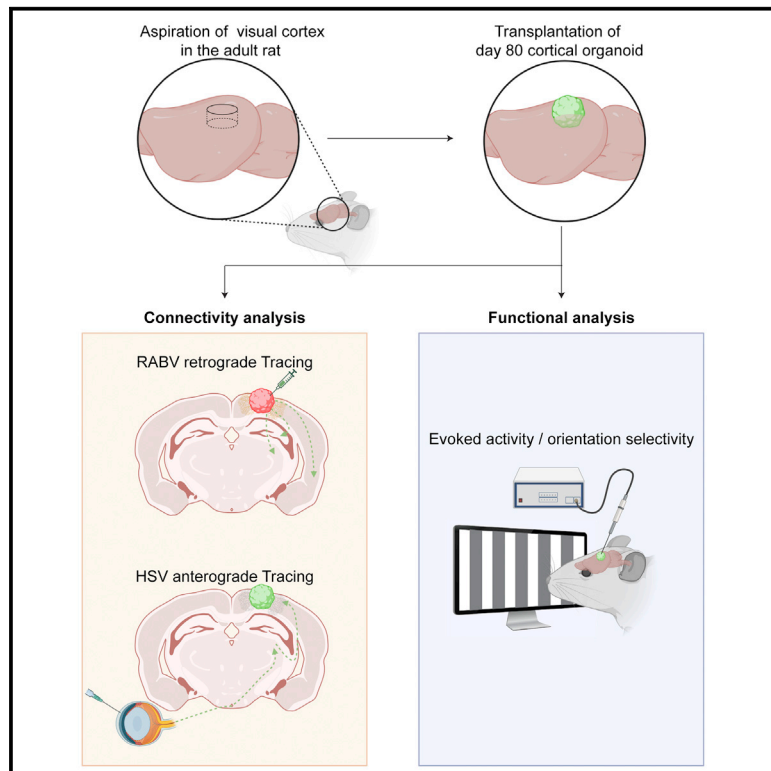 Aspiration of visual cortex
in the adult rat
Transplantation of
day 80 cortical organoid
Connectivity analysis
RABV retrograde Tracing
HSV anterograde Tracing
Functional analysis
Evoked activity / orientation selectivity